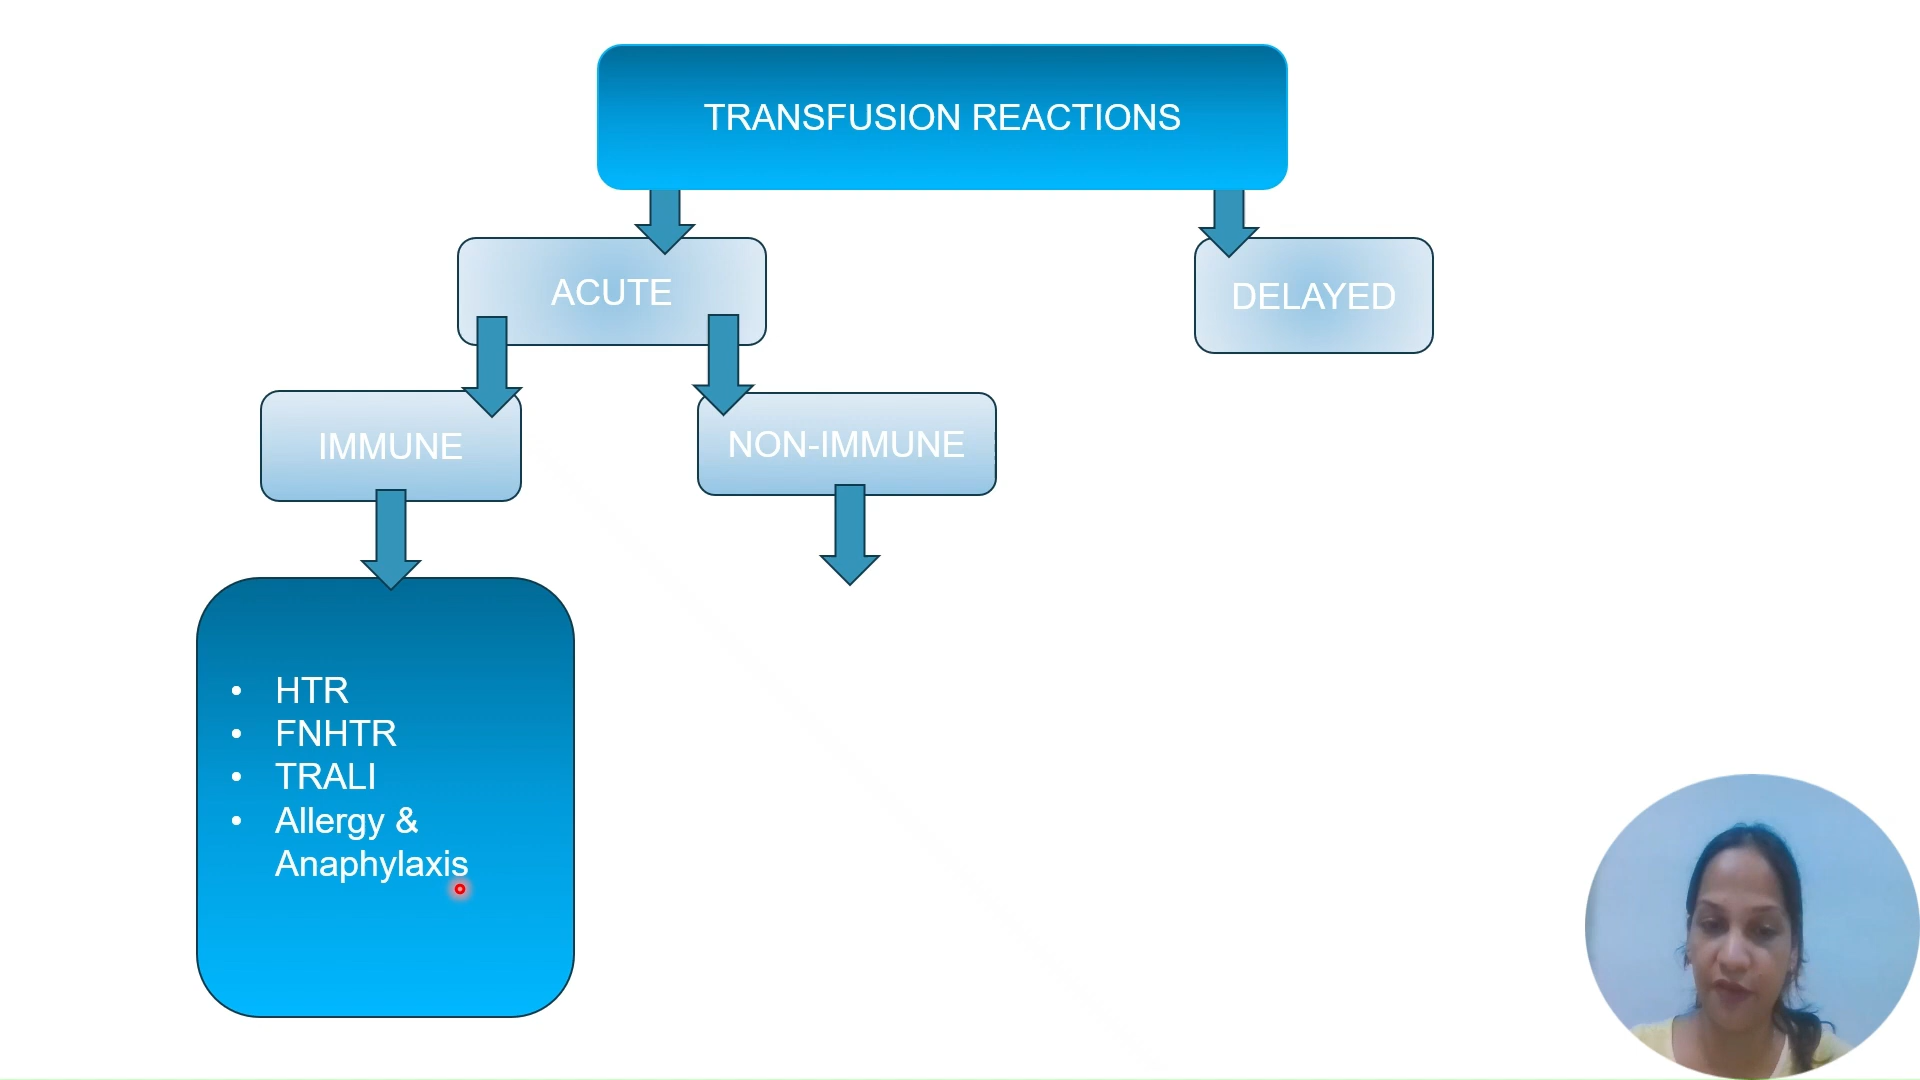 TRANSFUSION REACTIONS
ACUTE
DELAYED
IMMUNE
NON-IMMUNE
• HTR
• FNHTR
• TRALI
• Allergy &
Anaphylaxis